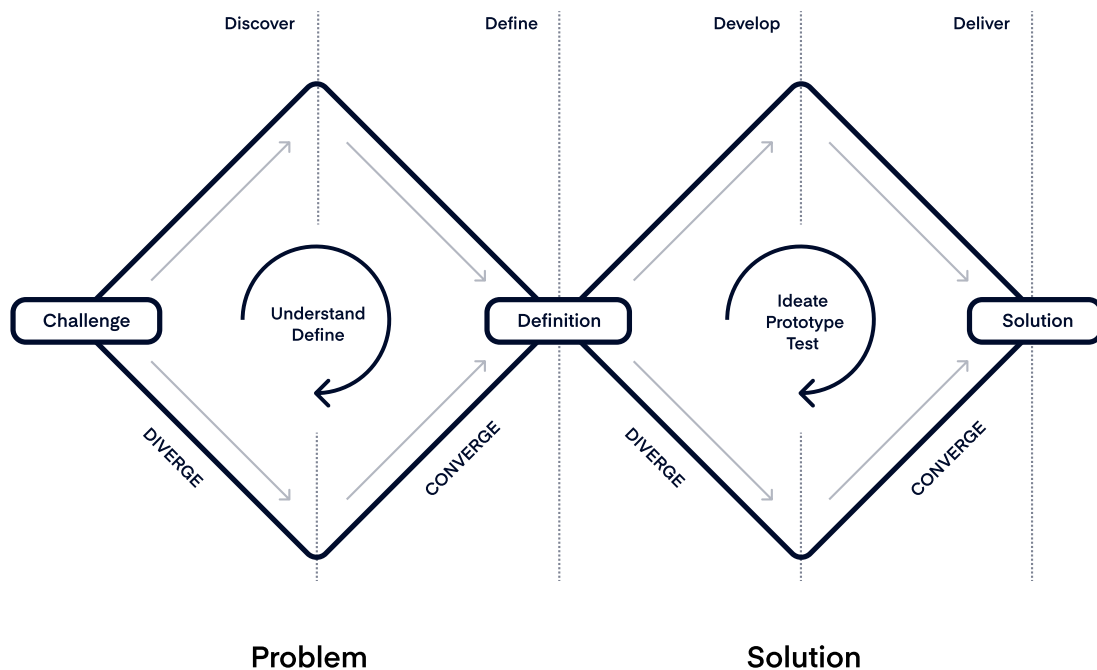 Discover
Define
Develop
Deliver
Challenge
Understand
Define
Definition
Ideate
Prototype
Test
Solution
DIVERGE
CONVERGE
DIVERGE
CONVERGE
Problem
Solution